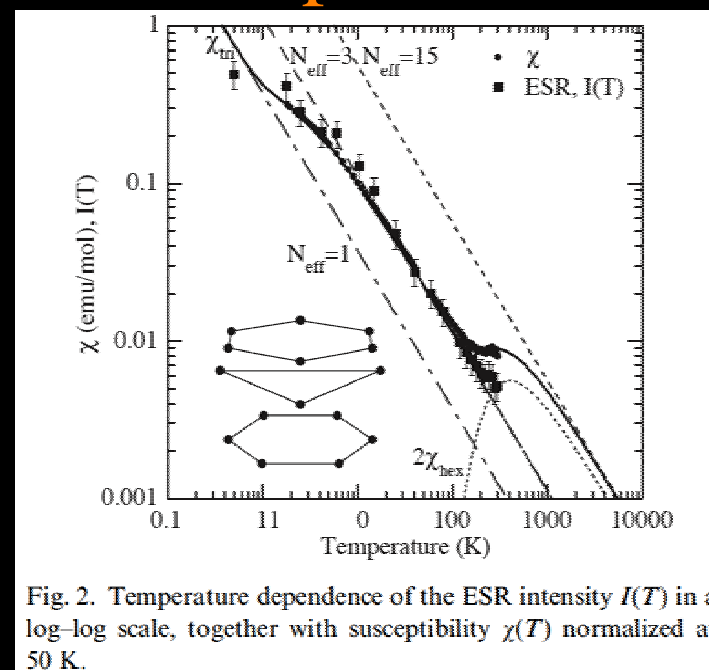 1
0.1
0.01
0.001
χ (emu/mol), I(T)
χtri
Neff=3 Neff=15
χ
ESR, I(T)
Neff=1
2χhex
0.1 11 0 100 1000 10000
Temperature (K)
Fig. 2. Temperature dependence of the ESR intensity I(T) in a
log–log scale, together with susceptibility χ(T) normalized a
50 K.